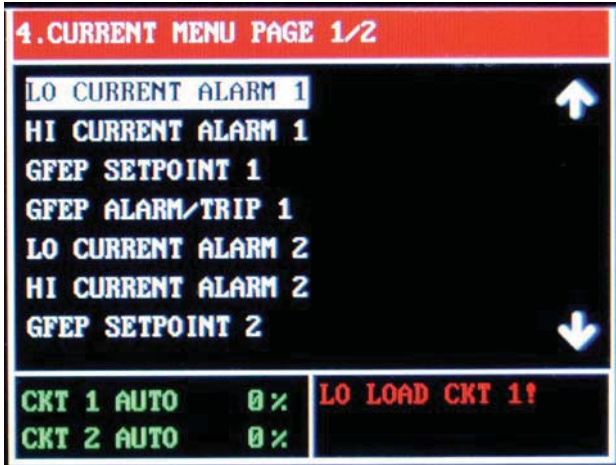 4.CURRENT MENU PAGE 1/2
LO CURRENT ALARM 1
HI CURRENT ALARM 1
GFEP SETPOINT 1
GFEP ALARM/TRIP 1
LO CURRENT ALARM 2
HI CURRENT ALARM 2
GFEP SETPOINT 2
CKT 1 AUTO 0%
CKT 2 AUTO 0%
LO LOAD CKT 1!